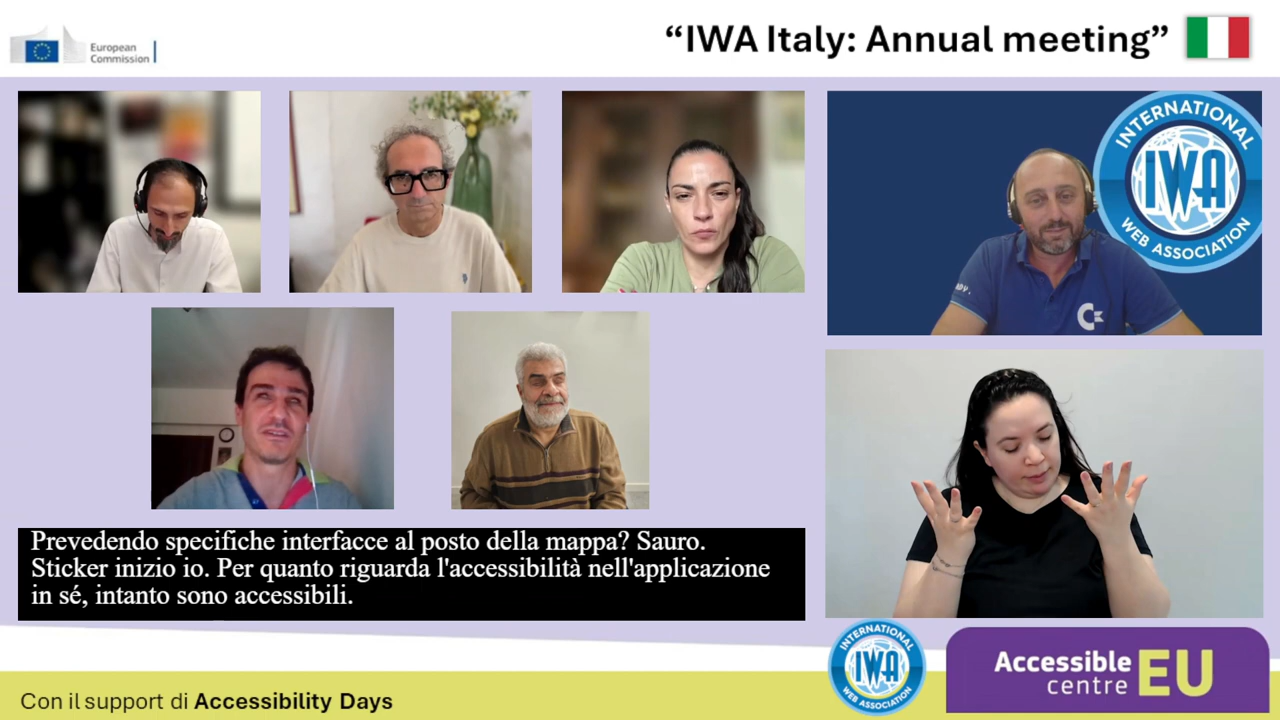 European
Commission
“IWA Italy: Annual meeting”
INTERNATIONAL
IWA
WEB ASSOCIATION
Prevedendo specifiche interfacce al posto della mappa? Sauro.
Sticker inizio io. Per quanto riguarda l'accessibilità nell'applicazione
in sé, intanto sono accessibili.
INTERNATIONAL
IWA
WEB ASSOCIATION
Accessible
centre EU
Con il support di Accessibility Days